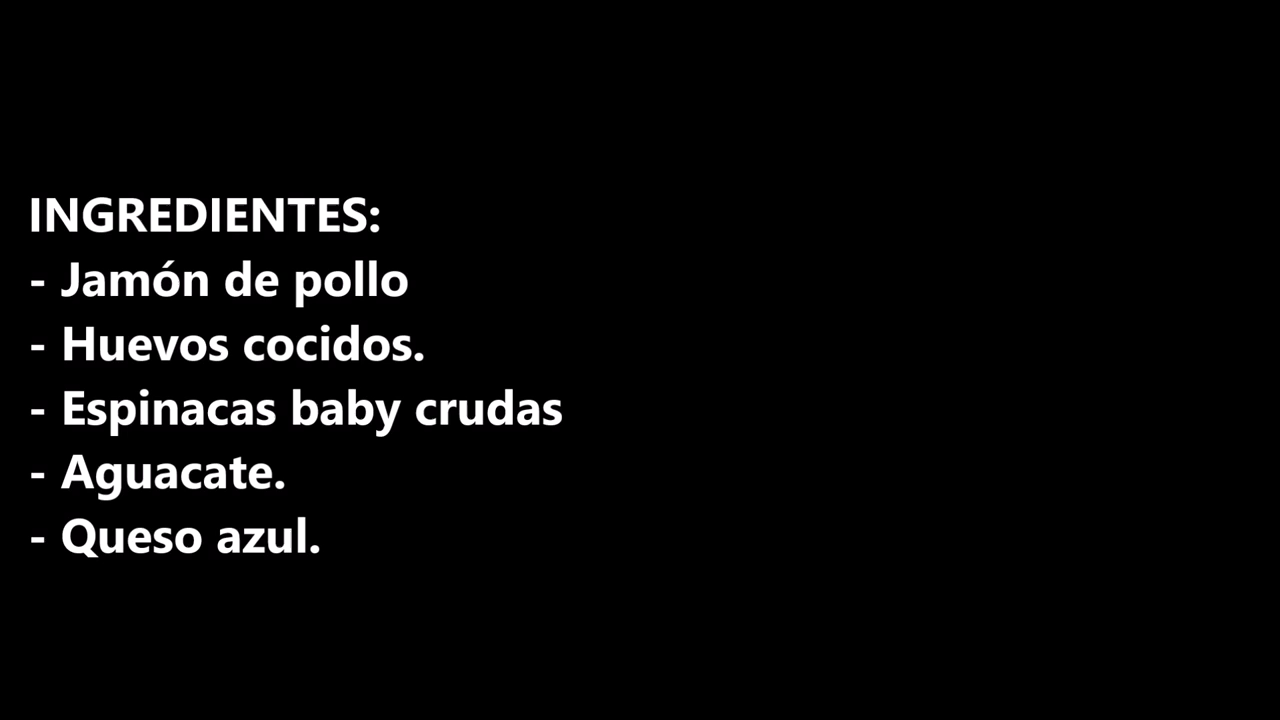 INGREDIENTES:
- Jamón de pollo
- Huevos cocidos.
- Espinacas baby crudas
- Aguacate.
- Queso azul.